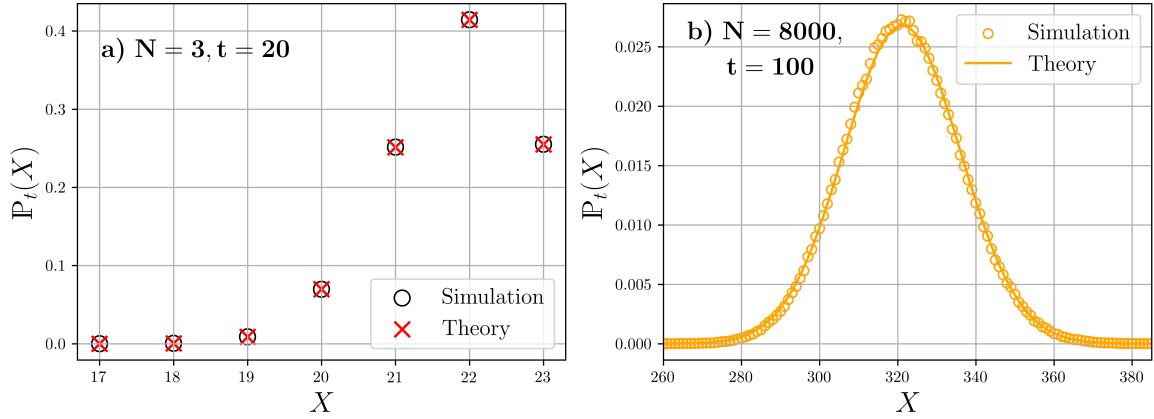 a) N = 3, t = 20
0.4
0.3
0.2
0.1
0.0
ℙt(X)
Simulation
Theory
17 18 19 20 21 22 23
X
b) N = 8000,
t = 100
Simulation
Theory
0.025
0.020
0.015
0.010
0.005
0.000
ℙt(X)
260 280 300 320 340 360 380
X